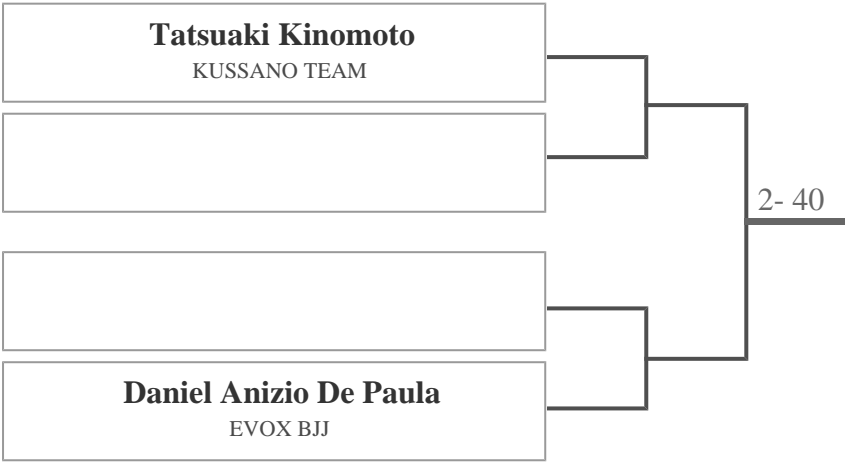 Tatsuaki Kinomoto
KUSSANO TEAM
2- 40
Daniel Anizio De Paula
EVOX BJJ